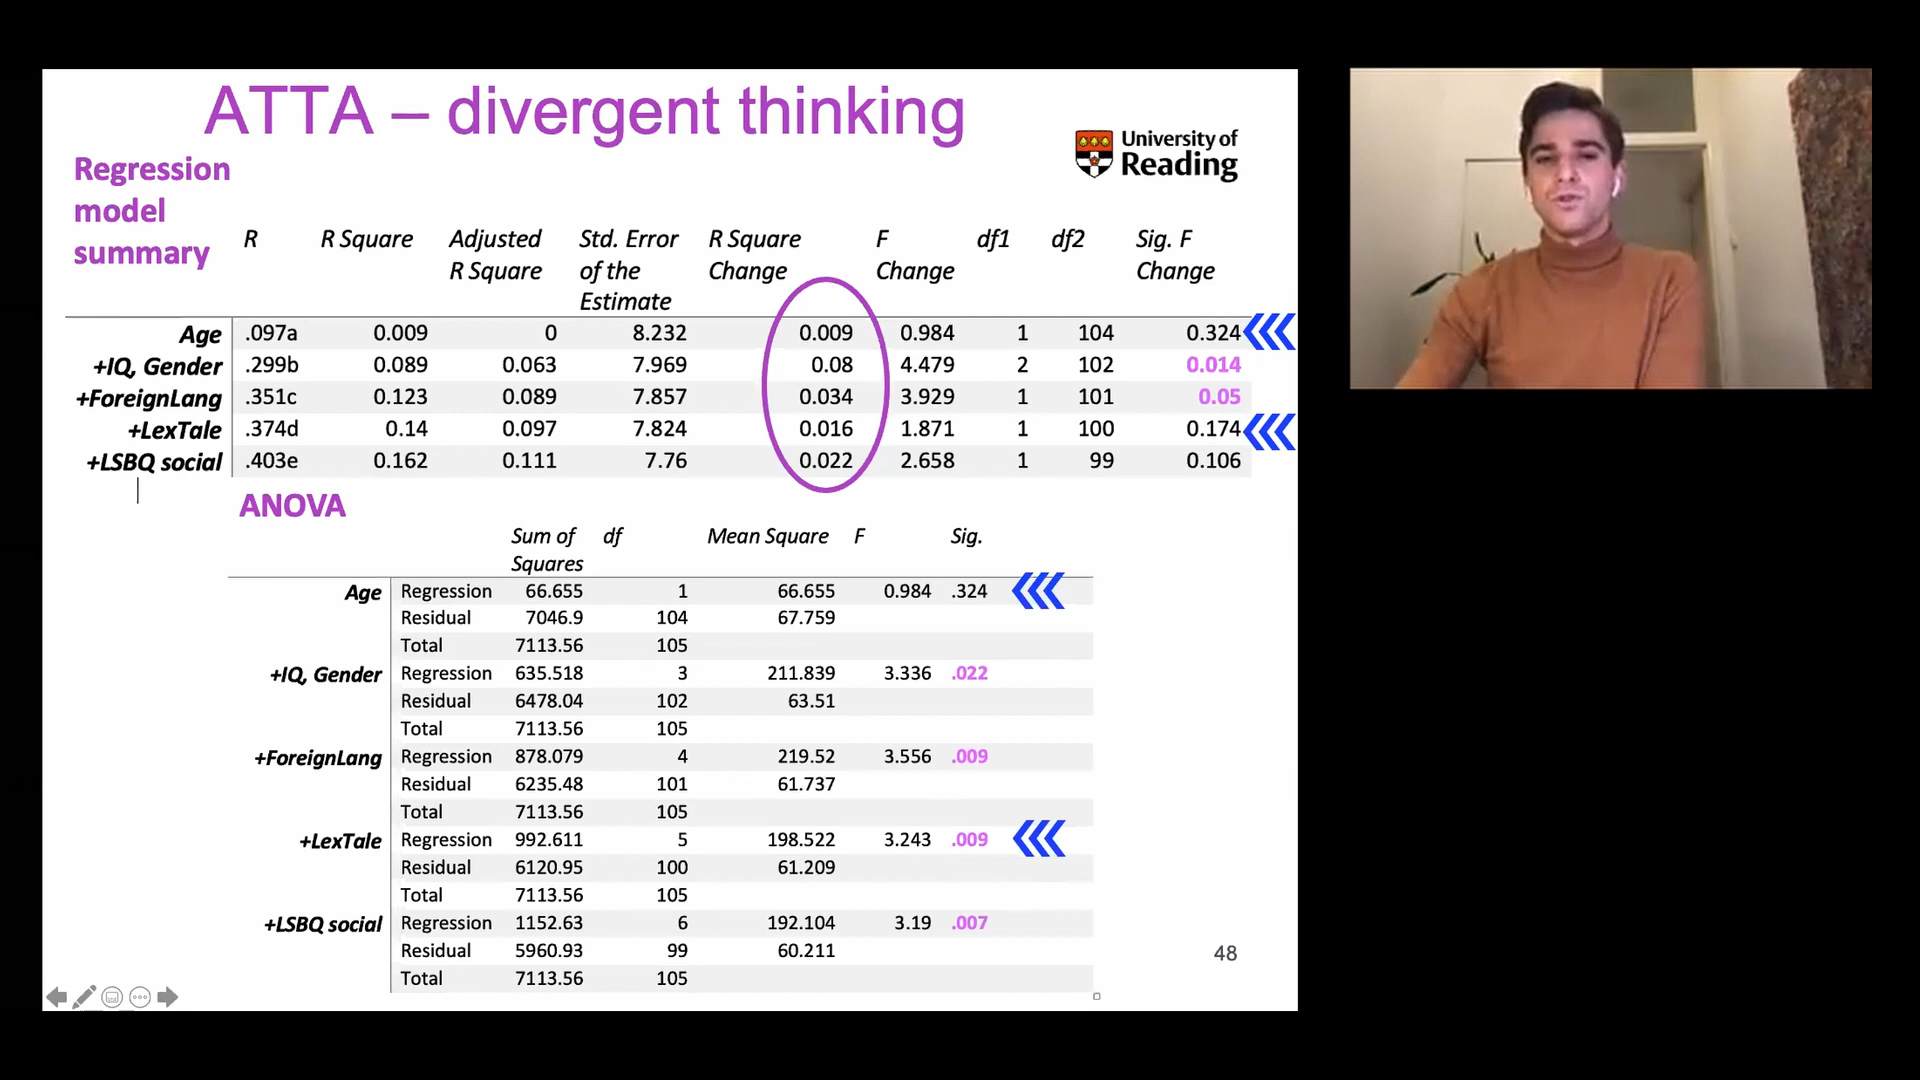 ATTA – divergent thinking
University of
Reading
Regression
model
summary
R R Square Adjusted R Square Std. Error of the Estimate R Square Change F Change df1 df2 Sig. F Change
Age .097a 0.009 0 8.232 0.009 0.984 1 104 0.324
+IQ, Gender .299b 0.089 0.063 7.969 0.08 4.479 2 102 0.014
+ForeignLang .351c 0.123 0.089 7.857 0.034 3.929 1 101 0.05
+LexTale .374d 0.14 0.097 7.824 0.016 1.871 1 100 0.174
+LSBQ social .403e 0.162 0.111 7.76 0.022 2.658 1 99 0.106
ANOVA
Sum of Squares df Mean Square F Sig.
Age Regression 66.655 1 66.655 0.984 .324
Residual 7046.9 104 67.759
Total 7113.56 105
+IQ, Gender Regression 635.518 3 211.839 3.336 .022
Residual 6478.04 102 63.51
Total 7113.56 105
+ForeignLang Regression 878.079 4 219.52 3.556 .009
Residual 6235.48 101 61.737
Total 7113.56 105
+LexTale Regression 992.611 5 198.522 3.243 .009
Residual 6120.95 100 61.209
Total 7113.56 105
+LSBQ social Regression 1152.63 6 192.104 3.19 .007
Residual 5960.93 99 60.211
Total 7113.56 105
48